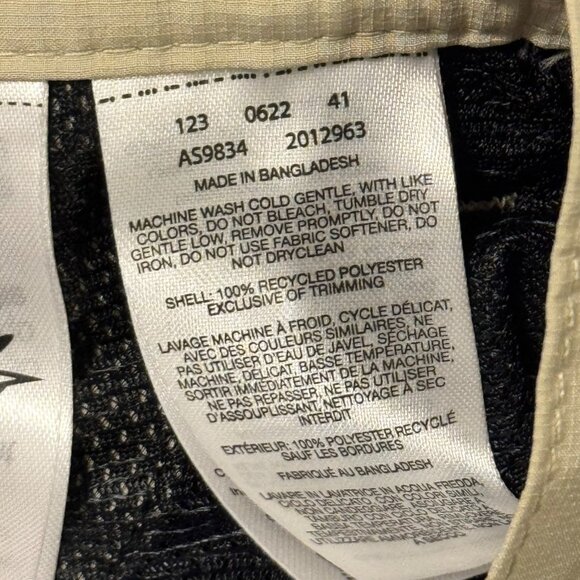 123 0622 41
AS9834 2012963
MADE IN BANGLADESH
MACHINE WASH COLD GENTLE, WITH LIKE
COLORS, DO NOT BLEACH, TUMBLE DRY
GENTLE LOW, REMOVE PROMPTLY, DO NOT
IRON, DO NOT USE FABRIC SOFTENER, DO
NOT DRYCLEAN
SHELL: 100% RECYCLED POLYESTER
EXCLUSIVE OF TRIMMING
LAVAGE MACHINE À FROID, CYCLE DÉLICAT,
AVEC DES COULEURS SIMILAIRES, NE
PAS UTILISER D'EAU DE JAVEL, SÉCHAGE
MACHINE, DÉLICAT, BASSE TEMPÉRATURE,
SORTIR IMMÉDIATEMENT DE LA MACHINE,
NE PAS REPASSER, NE PAS UTILISER
D'ASSOUPLISSANT, NETTOYAGE À SEC
INTERDIT
EXTÉRIEUR: 100% POLYESTER RECYCLÉ
SAUF LES BORDURES
FABRIQUÉ AU BANGLADESH
LAVARE IN LAVATRICE IN ACQUA FREDDA,